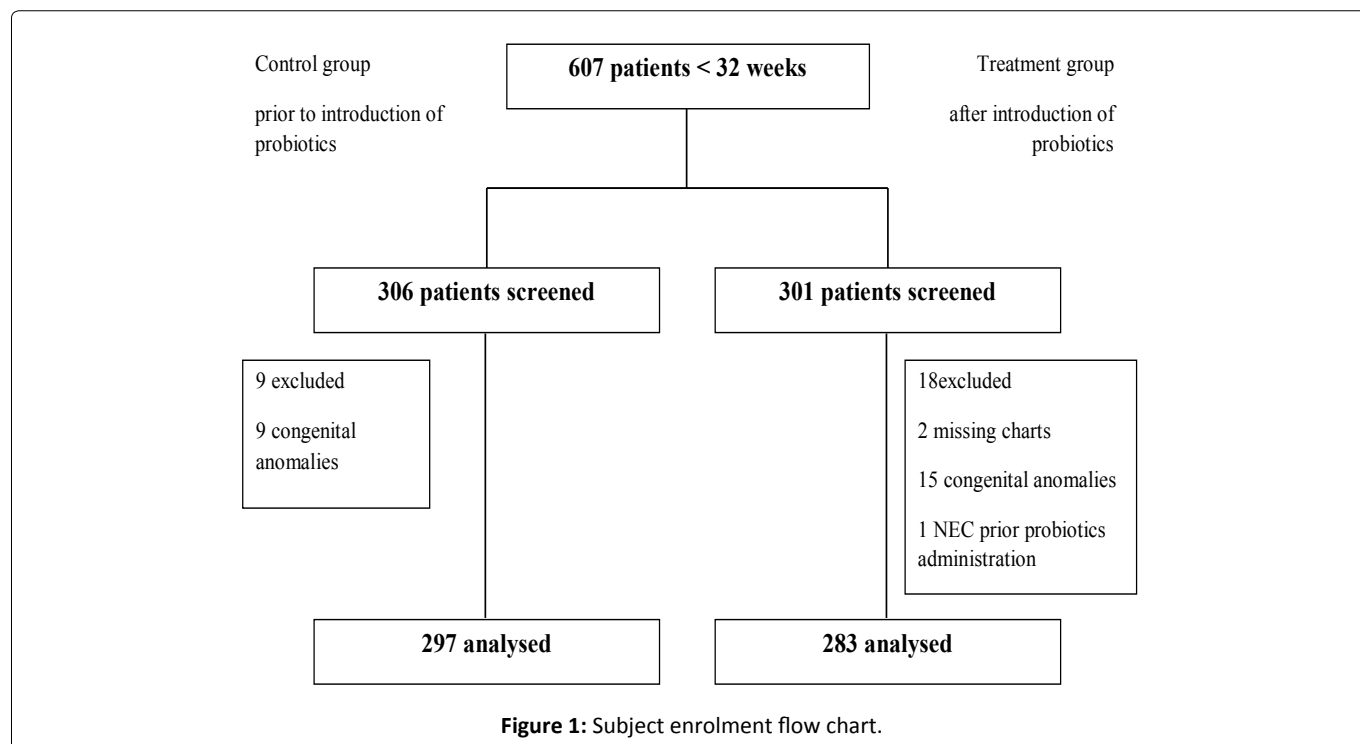 607 patients < 32 weeks
Control group
prior to introduction of
probiotics
Treatment group
after introduction of
probiotics
306 patients screened
301 patients screened
9 excluded
9 congenital
anomalies
18excluded
2 missing charts
15 congenital anomalies
1 NEC prior probiotics
administration
297 analysed
283 analysed
Figure 1: Subject enrolment flow chart.